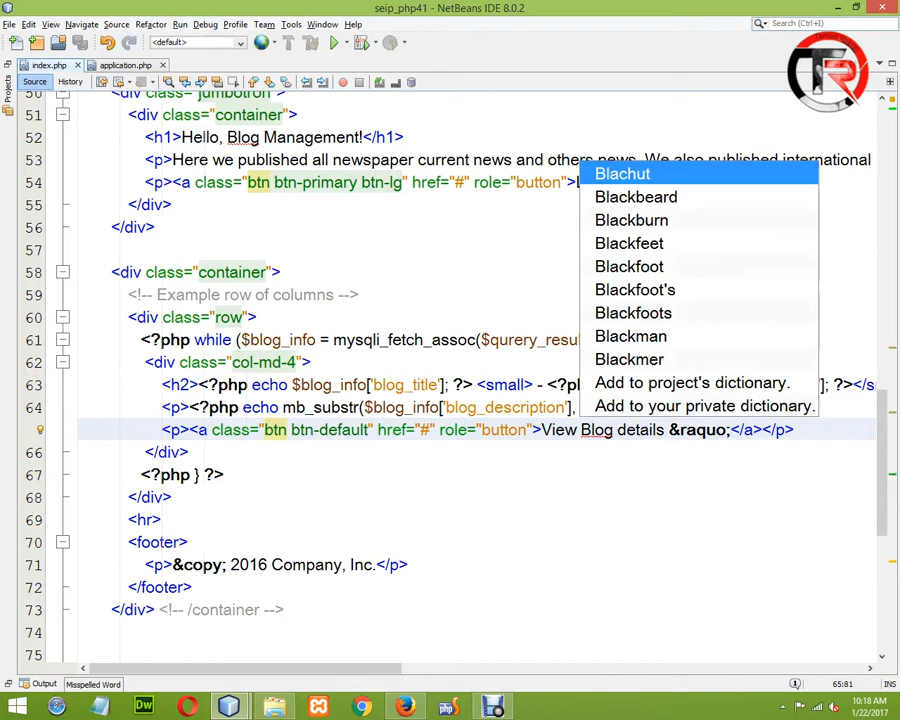 seip_php41 - NetBeans IDE 8.0.2
File Edit View Navigate Source Refactor Run Debug Profile Team Tools Window Help
Search (Ctrl+I)
<default>
index.php application.php
Source History
Projects
50 <div class="jumbotron">
51 <div class="container">
52 <h1>Hello, Blog Management!</h1>
53 <p>Here we published all newspaper current news and others news. We also published international
54 <p><a class="btn btn-primary btn-lg" href="#" role="button">
55 </div>
56 </div>
57
58 <div class="container">
59 <!-- Example row of columns -->
60 <div class="row">
61 <?php while ($blog_info = mysqli_fetch_assoc($qurery_resu
62 <div class="col-md-4">
63 <h2><?php echo $blog_info['blog_title']; ?> <small> - <?p ]; ?></s
64 <p><?php echo mb_substr($blog_info['blog_description'],
<p><a class="btn btn-default" href="#" role="button">View Blog details &raquo;</a></p>
66 </div>
67 <?php } ?>
68 </div>
69 <hr>
70 <footer>
71 <p>&copy; 2016 Company, Inc.</p>
72 </footer>
73 </div> <!-- /container -->
74
75
Blachut
Blackbeard
Blackburn
Blackfeet
Blackfoot
Blackfoot's
Blackfoots
Blackman
Blackmer
Add to project's dictionary.
Add to your private dictionary.
Output Misspelled Word
65:81 INS
10:18 AM
1/22/2017